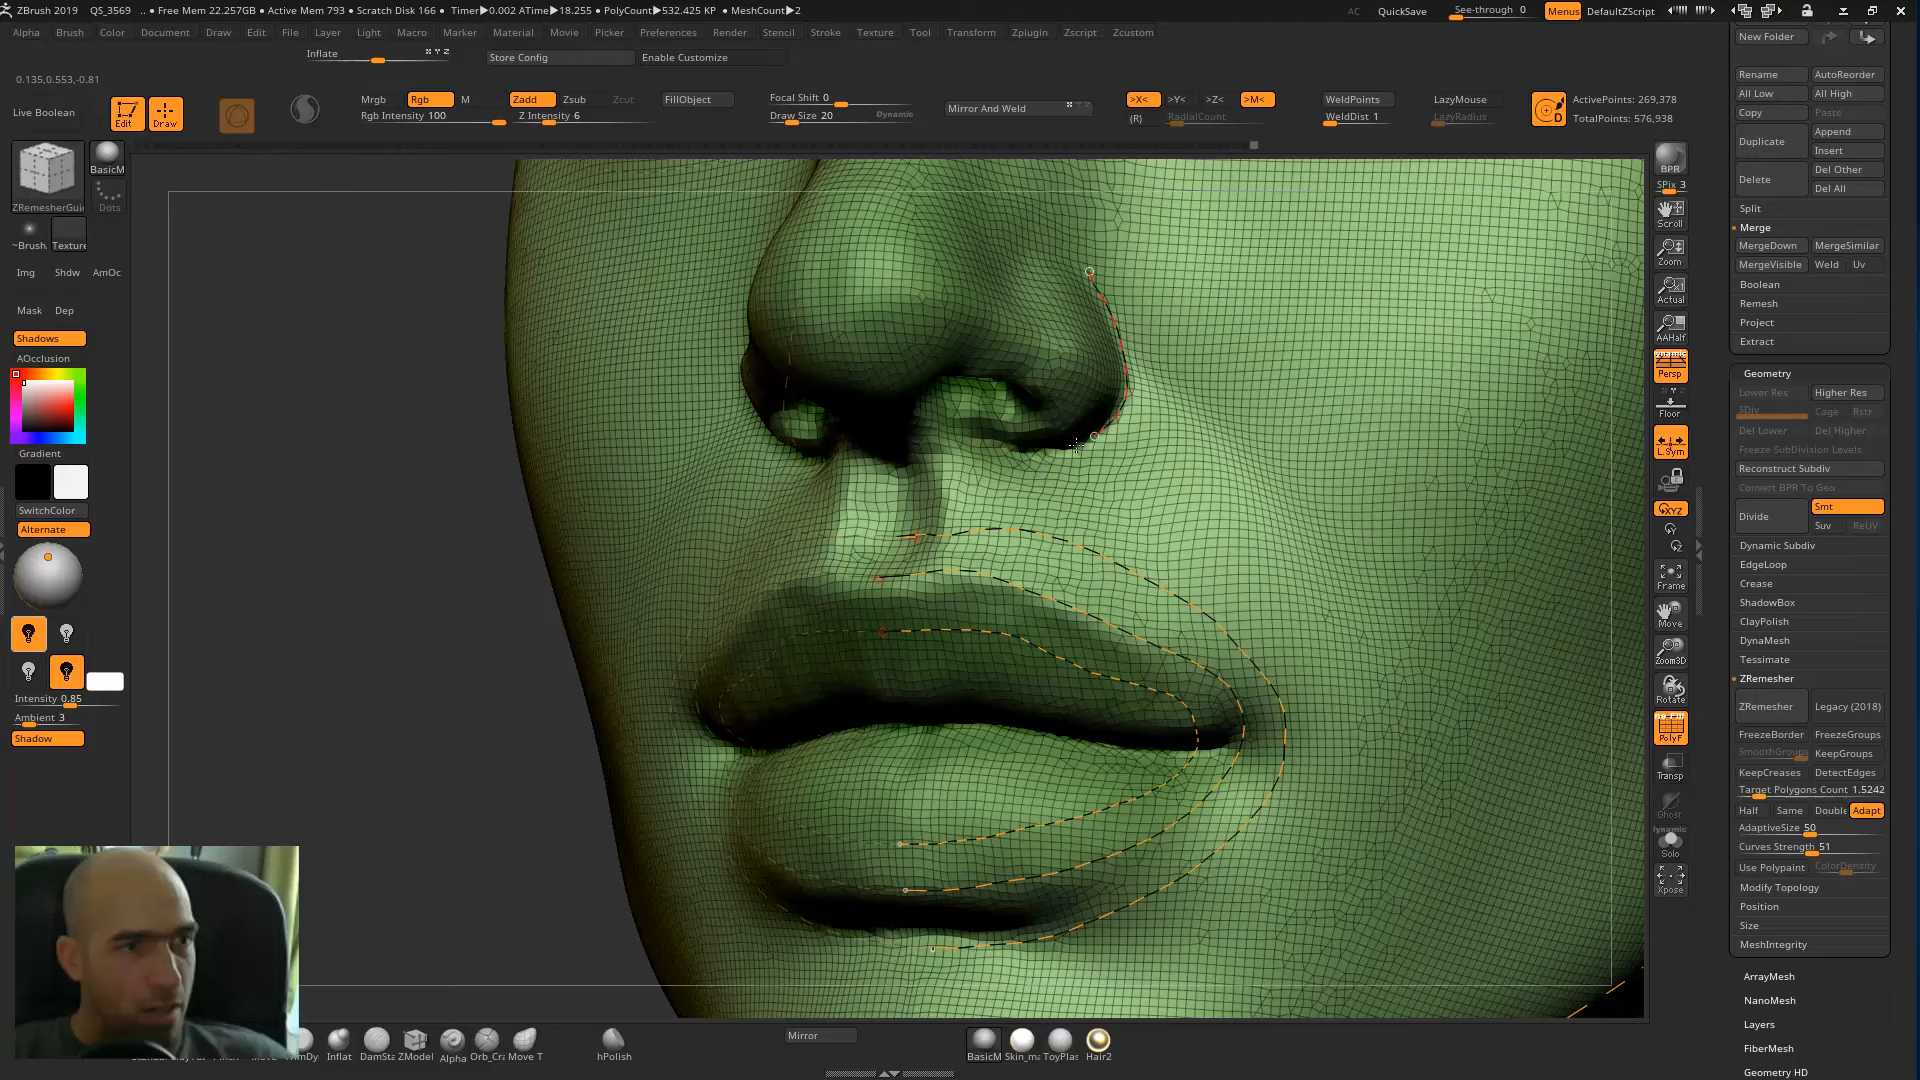 ZBrush 2019 QS_3569 .. • Free Mem 22.257GB • Active Mem 793 • Scratch Disk 166 • Timer▶0.002 ATime▶18.255 • PolyCount▶532.425 KP • MeshCount▶2
AC QuickSave See-through 0 Menus DefaultZScript
Alpha Brush Color Document Draw Edit File Layer Light Macro Marker Material Movie Picker Preferences Render Stencil Stroke Texture Tool Transform Zplugin Zscript Zcustom
Inflate Store Config Enable Customize
0.135,0.553,-0.81
Live Boolean Edit Draw
Mrgb Rgb M Zadd Zsub Zcut FillObject
Rgb Intensity 100 Z Intensity 6
Focal Shift 0
Draw Size 20 Dynamic
Mirror And Weld
>X< >Y< >Z< >M<
(R) RadialCount
WeldPoints LazyMouse
WeldDist 1 LazyRadius
ActivePoints: 269,378
TotalPoints: 576,938
BasicM
ZRemesherGui Dots
~Brush. Texture
Img Shdw AmOc
Mask Dep
Shadows
AOcclusion
Gradient
SwitchColor
Alternate
Intensity 0.85
Ambient 3
Shadow
BPR
SPix 3
Scroll
Zoom
Actual
AAHalf
Dynamic
Persp
Floor
L.Sym
XYZ
Frame
Move
Zoom3D
Rotate
PolyF
Transp
Ghost
Dynamic
Solo
Xpose
New Folder
Rename AutoReorder
All Low All High
Copy Paste
Duplicate Append
Insert
Delete Del Other
Del All
Split
Merge
MergeDown MergeSimilar
MergeVisible Weld Uv
Boolean
Remesh
Project
Extract
Geometry
Lower Res Higher Res
SDiv Cage Rstr
Del Lower Del Higher
Freeze SubDivision Levels
Reconstruct Subdiv
Convert BPR To Geo
Divide Smt
Suv ReUV
Dynamic Subdiv
EdgeLoop
Crease
ShadowBox
ClayPolish
DynaMesh
Tessimate
ZRemesher
ZRemesher Legacy (2018)
FreezeBorder FreezeGroups
SmoothGroups KeepGroups
KeepCreases DetectEdges
Target Polygons Count 1.5242
Half Same Double Adapt
AdaptiveSize 50
Curves Strength 51
Use Polypaint ColorDensity
Modify Topology
Position
Size
MeshIntegrity
ArrayMesh
NanoMesh
Layers
FiberMesh
Geometry HD
Mirror
Inflat DamSta ZModel Alpha Orb_Cra Move T hPolish BasicM Skin_ma ToyPlas Hair2